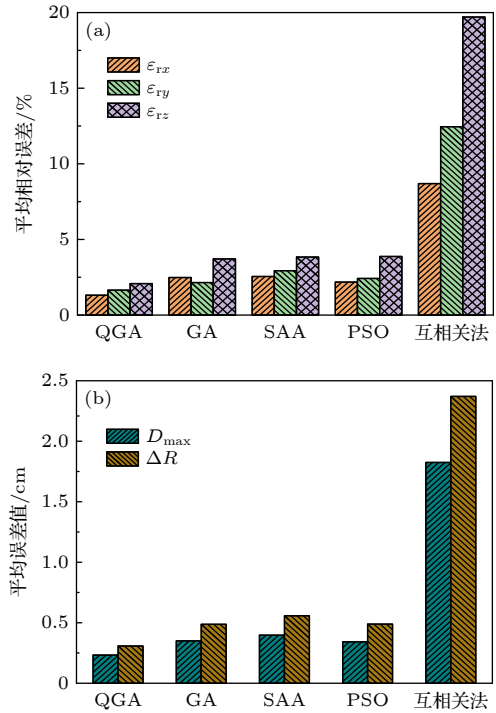 (a)
ε_rx
ε_ry
ε_rz
平均相对误差/%
20
15
10
5
0
QGA GA SAA PSO 互相关法
(b)
D_max
ΔR
平均误差值/cm
2.5
2.0
1.5
1.0
0.5
0
QGA GA SAA PSO 互相关法